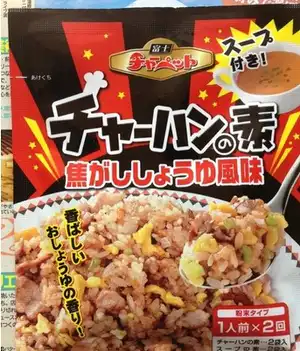 あけくち
富士
チャーペット
スープ
付き!
チャーハンの素
焦がししょうゆ風味
香ばしい
おしょうゆの香り!
粉末タイプ
1人前×2回
チャーハンの素…2袋入